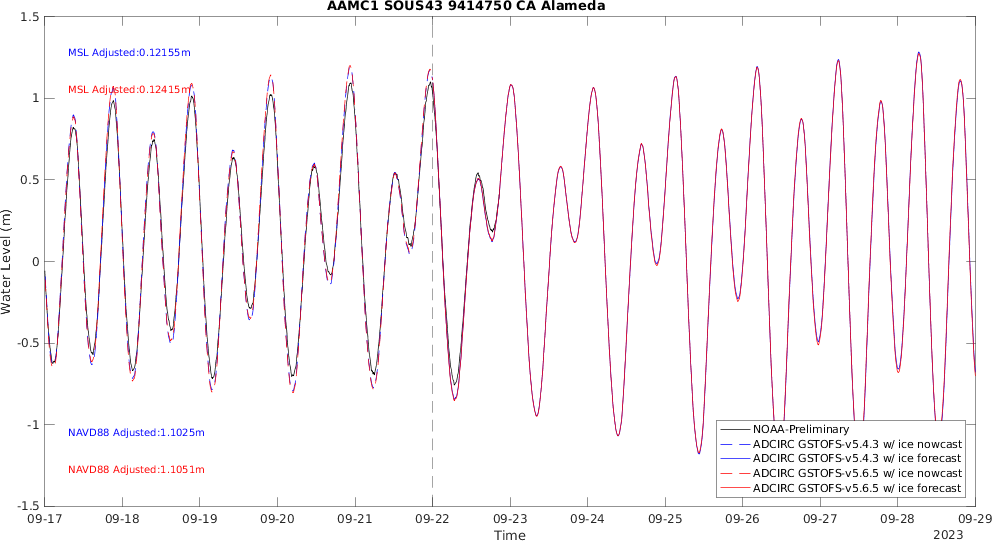 AAMC1 SOUS43 9414750 CA Alameda
1.5
1
0.5
0
-0.5
-1
-1.5
Water Level (m)
MSL Adjusted:0.12155m
MSL Adjusted:0.12415m
NAVD88 Adjusted:1.1025m
NAVD88 Adjusted:1.1051m
NOAA-Preliminary
ADCIRC GSTOFS-v5.4.3 w/ ice nowcast
ADCIRC GSTOFS-v5.4.3 w/ ice forecast
ADCIRC GSTOFS-v5.6.5 w/ ice nowcast
ADCIRC GSTOFS-v5.6.5 w/ ice forecast
09-17 09-18 09-19 09-20 09-21 09-22 09-23 09-24 09-25 09-26 09-27 09-28 09-29
Time
2023